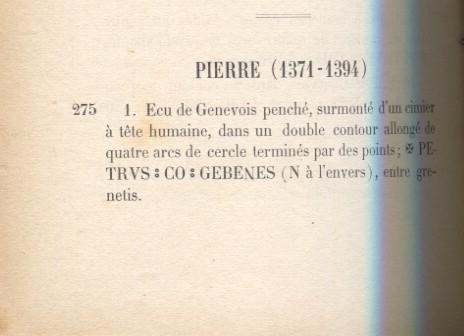 PIERRE (1371-1394)
275 1. Ecu de Genevois penché, surmonté d'un cimier
à tête humaine, dans un double contour allongé de
quatre arcs de cercle terminés par des points; ✠ PE-
TRVS : CO : GEBENES (N à l'envers), entre gre-
netis.